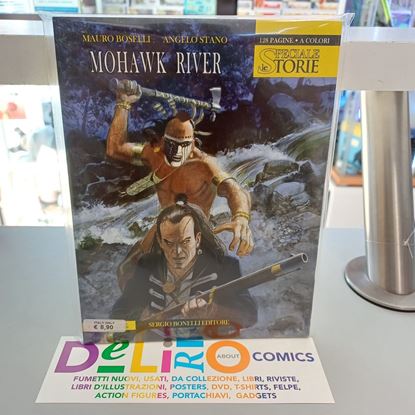 MAURO BOSELLI ANGELO STANO
MOHAWK RIVER
128 PAGINE • A COLORI
SPECIALE
le STORIE
€ 8,90
SERGIO BONELLI EDITORE
DeLiRiO ABOUT COMICS
FUMETTI NUOVI, USATI, DA COLLEZIONE, LIBRI, RIVISTE,
LIBRI D'ILLUSTRAZIONI, POSTERS, DVD, T-SHIRTS, FELPE,
ACTION FIGURES, PORTACHIAVI, GADGETS